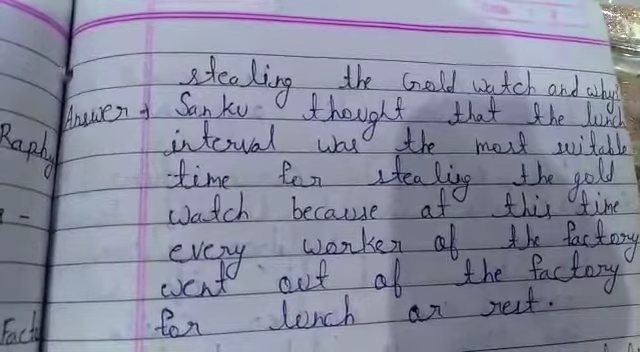 stealing the Gold watch and why?
Answer → Sanku thought that the lunch
interval was the most suitable
time for stealing the gold
watch because at this time
every worker of the factory
went out of the factory
for lunch or rest.
Raphy
Fact